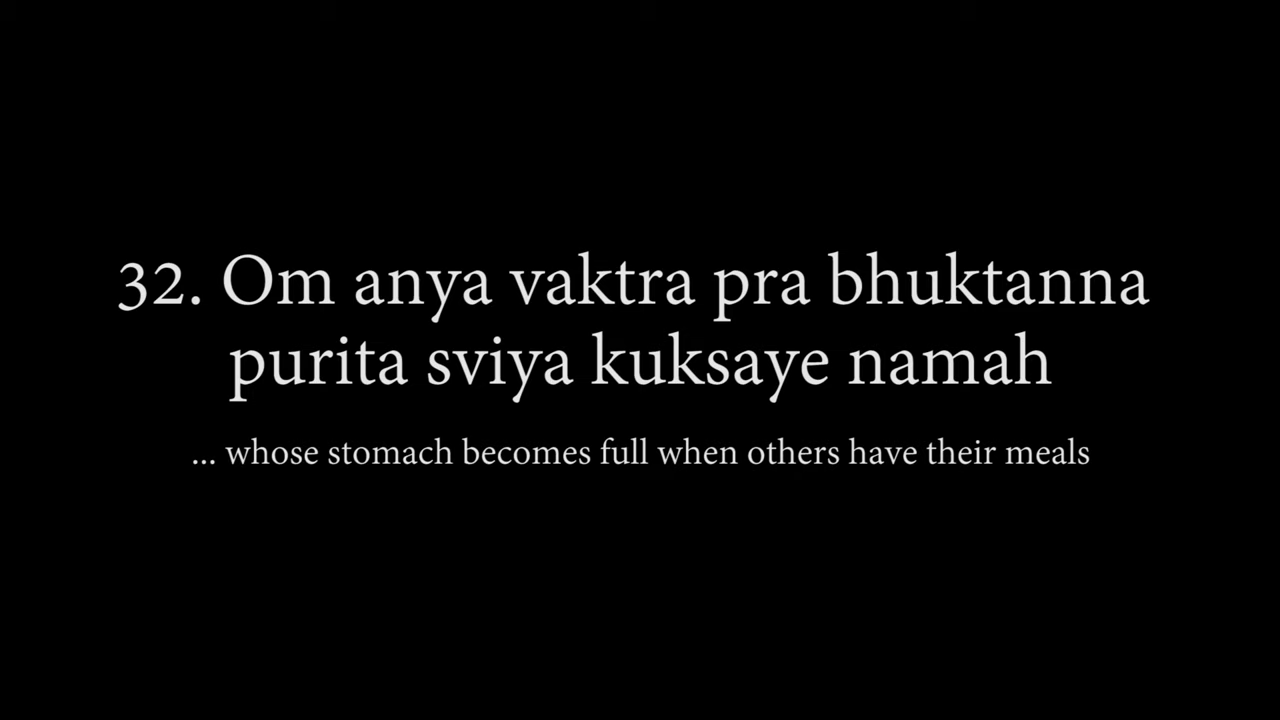 32. Om anya vaktra pra bhuktanna
purita sviya kuksaye namah
... whose stomach becomes full when others have their meals